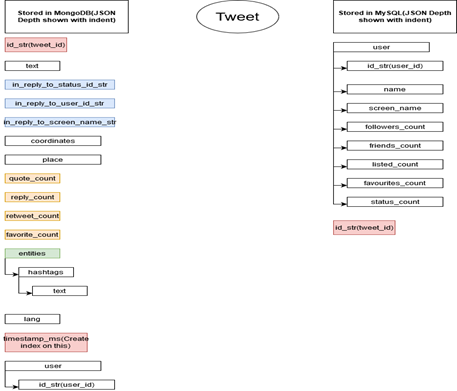 Stored in MongoDB(JSON
Depth shown with indent)
id_str(tweet_id)
text
in_reply_to_status_id_str
in_reply_to_user_id_str
in_reply_to_screen_name_str
coordinates
place
quote_count
reply_count
retweet_count
favorite_count
entities
hashtags
text
lang
timestamp_ms(Create
index on this)
user
id_str(user_id)
Tweet
Stored in MySQL(JSON Depth
shown with indent)
user
id_str(user_id)
name
screen_name
followers_count
friends_count
listed_count
favourites_count
status_count
id_str(tweet_id)